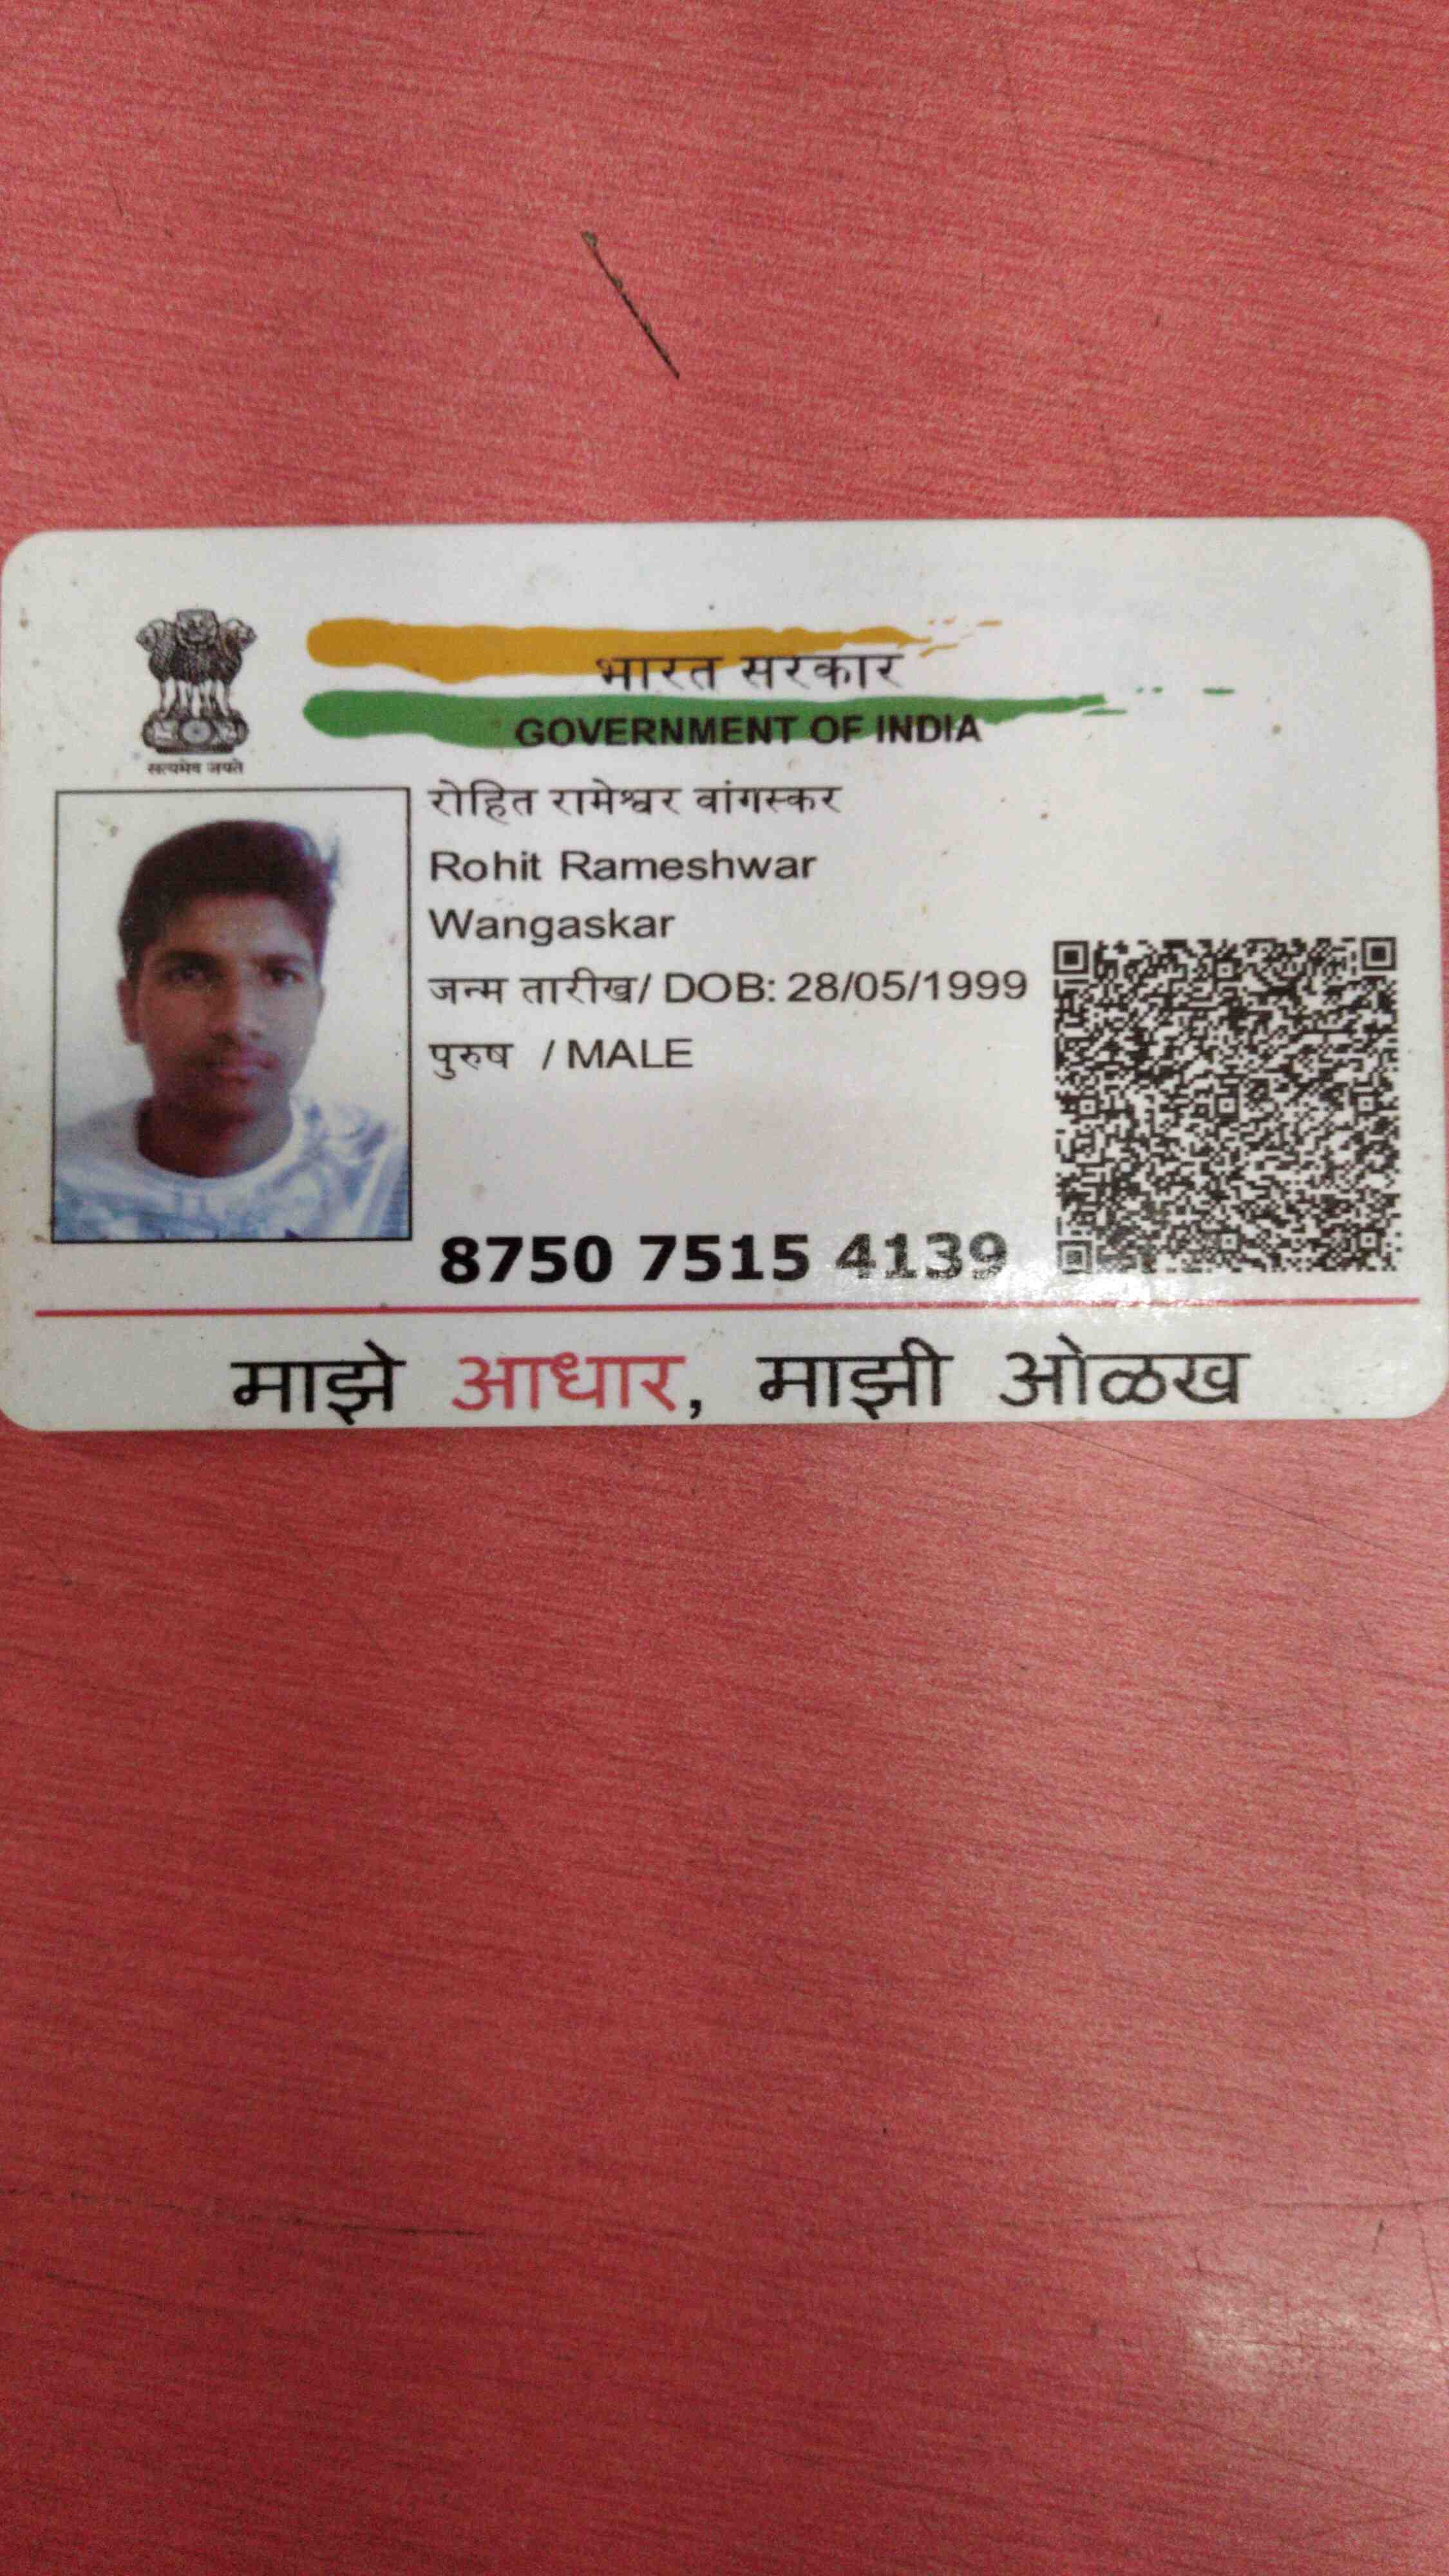 भारत सरकार
GOVERNMENT OF INDIA
सत्यमेव जयते
रोहित रामेश्वर वांगस्कर
Rohit Rameshwar
Wangaskar
जन्म तारीख/ DOB: 28/05/1999
पुरुष / MALE
8750 7515 4139
माझे आधार, माझी ओळख